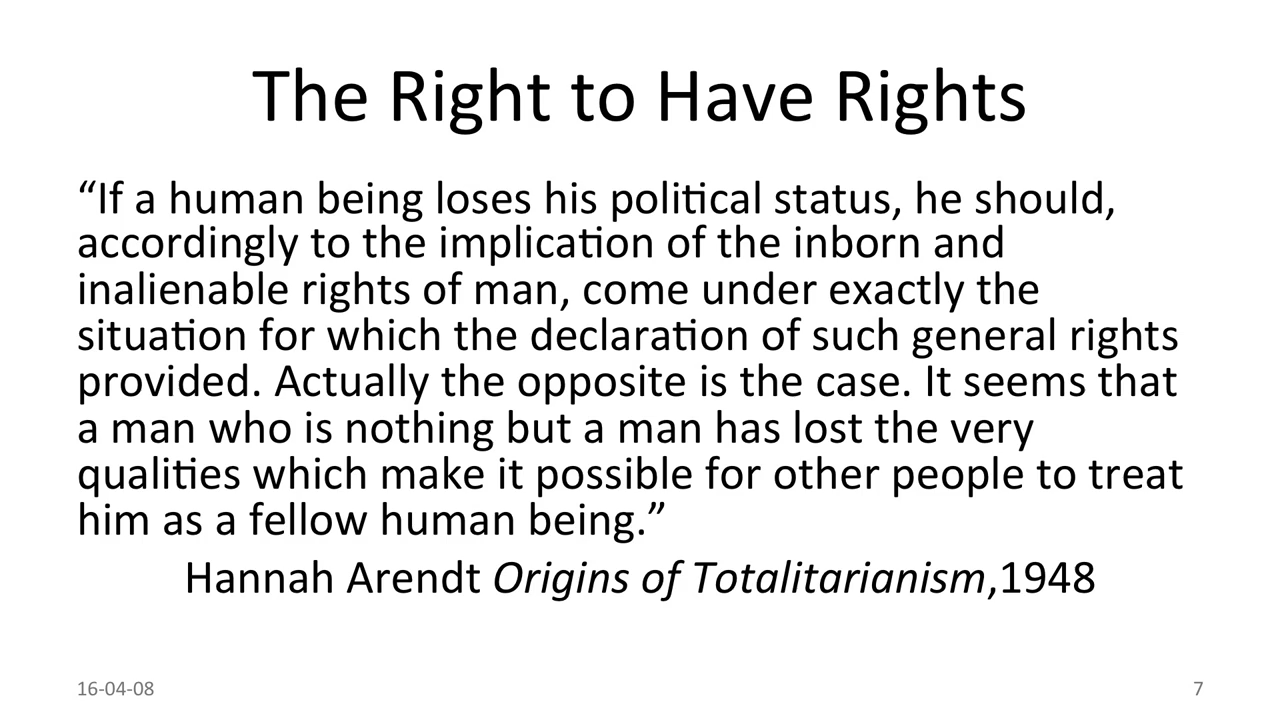 The Right to Have Rights
“If a human being loses his political status, he should,
accordingly to the implication of the inborn and
inalienable rights of man, come under exactly the
situation for which the declaration of such general rights
provided. Actually the opposite is the case. It seems that
a man who is nothing but a man has lost the very
qualities which make it possible for other people to treat
him as a fellow human being.”
Hannah Arendt Origins of Totalitarianism,1948
16-04-08
7